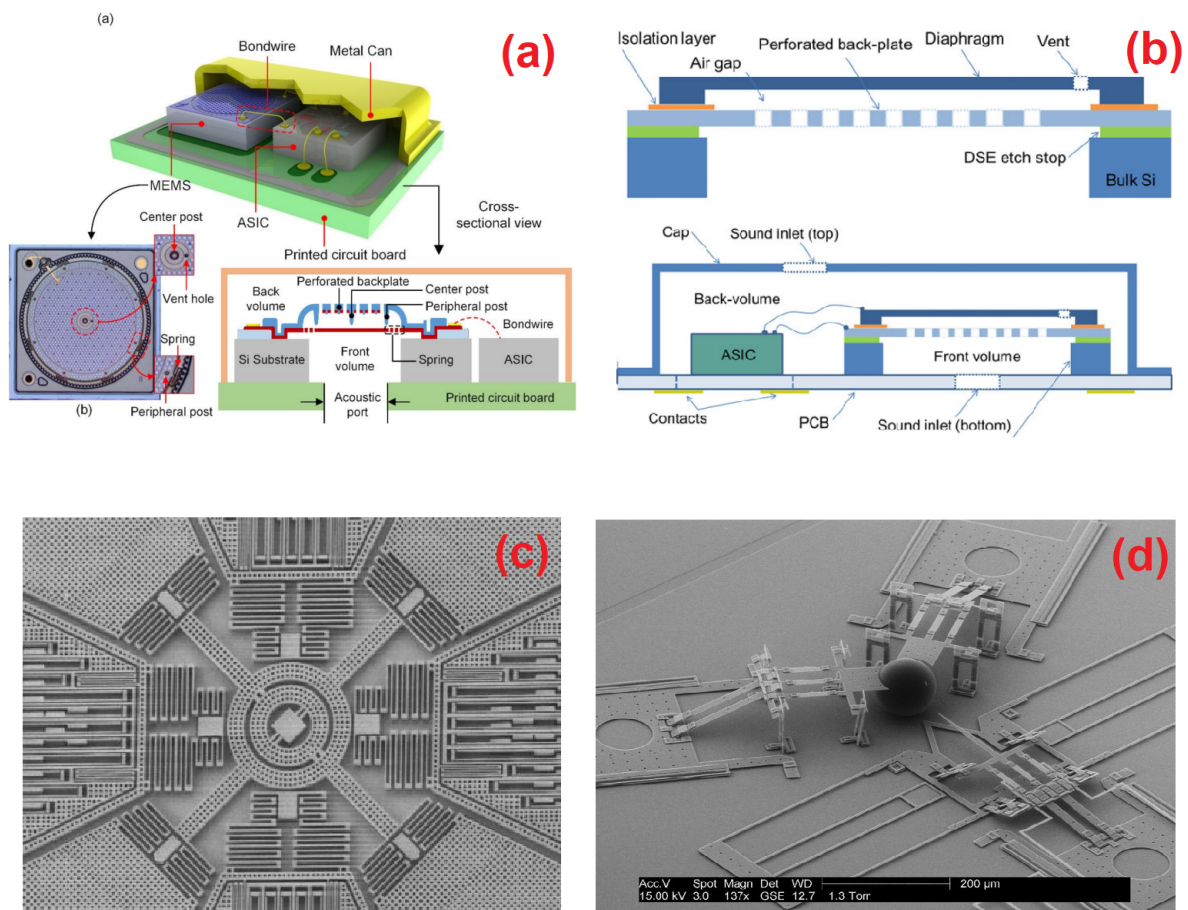 (a)
(a)
Bondwire
Metal Can
MEMS
ASIC
Cross-
sectional view
Center post
Printed circuit board
Vent hole
Spring
Peripheral post
(b)
Perforated backplate
Center post
Back
volume
Peripheral post
Bondwire
Si Substrate
Front
volume
Spring
ASIC
Acoustic
port
Printed circuit board
(b)
Isolation layer
Perforated back-plate
Diaphragm
Vent
Air gap
DSE etch stop
Bulk Si
Cap
Sound inlet (top)
Back-volume
ASIC
Front volume
Contacts
PCB
Sound inlet (bottom)
(c)
(d)
Acc.V Spot Magn Det WD 200 µm
15.00 kV 3.0 137x GSE 12.7 1.3 Torr